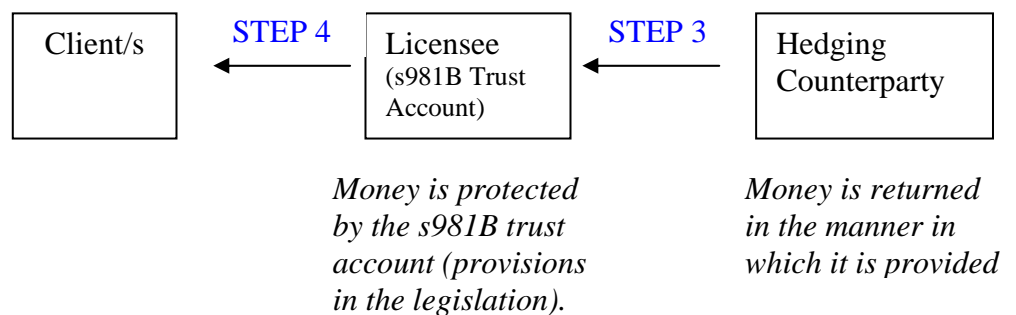 Client/s
STEP 4
Licensee
(s981B Trust
Account)
STEP 3
Hedging
Counterparty
Money is protected
by the s981B trust
account (provisions
in the legislation).
Money is returned
in the manner in
which it is provided